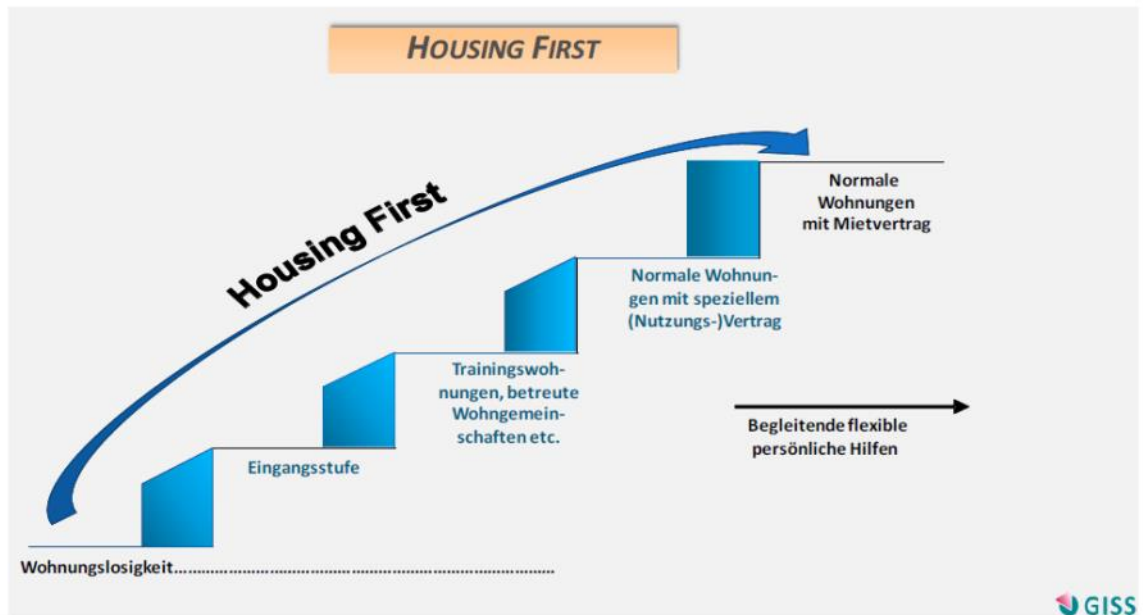 HOUSING FIRST
Housing First
Normale
Wohnungen
mit Mietvertrag
Normale Wohnun-
gen mit speziellem
(Nutzungs-)Vertrag
Trainingswoh-
nungen, betreute
Wohngemein-
schaften etc.
Begleitende flexible
persönliche Hilfen
Eingangsstufe
Wohnungslosigkeit................................................................................
GISS